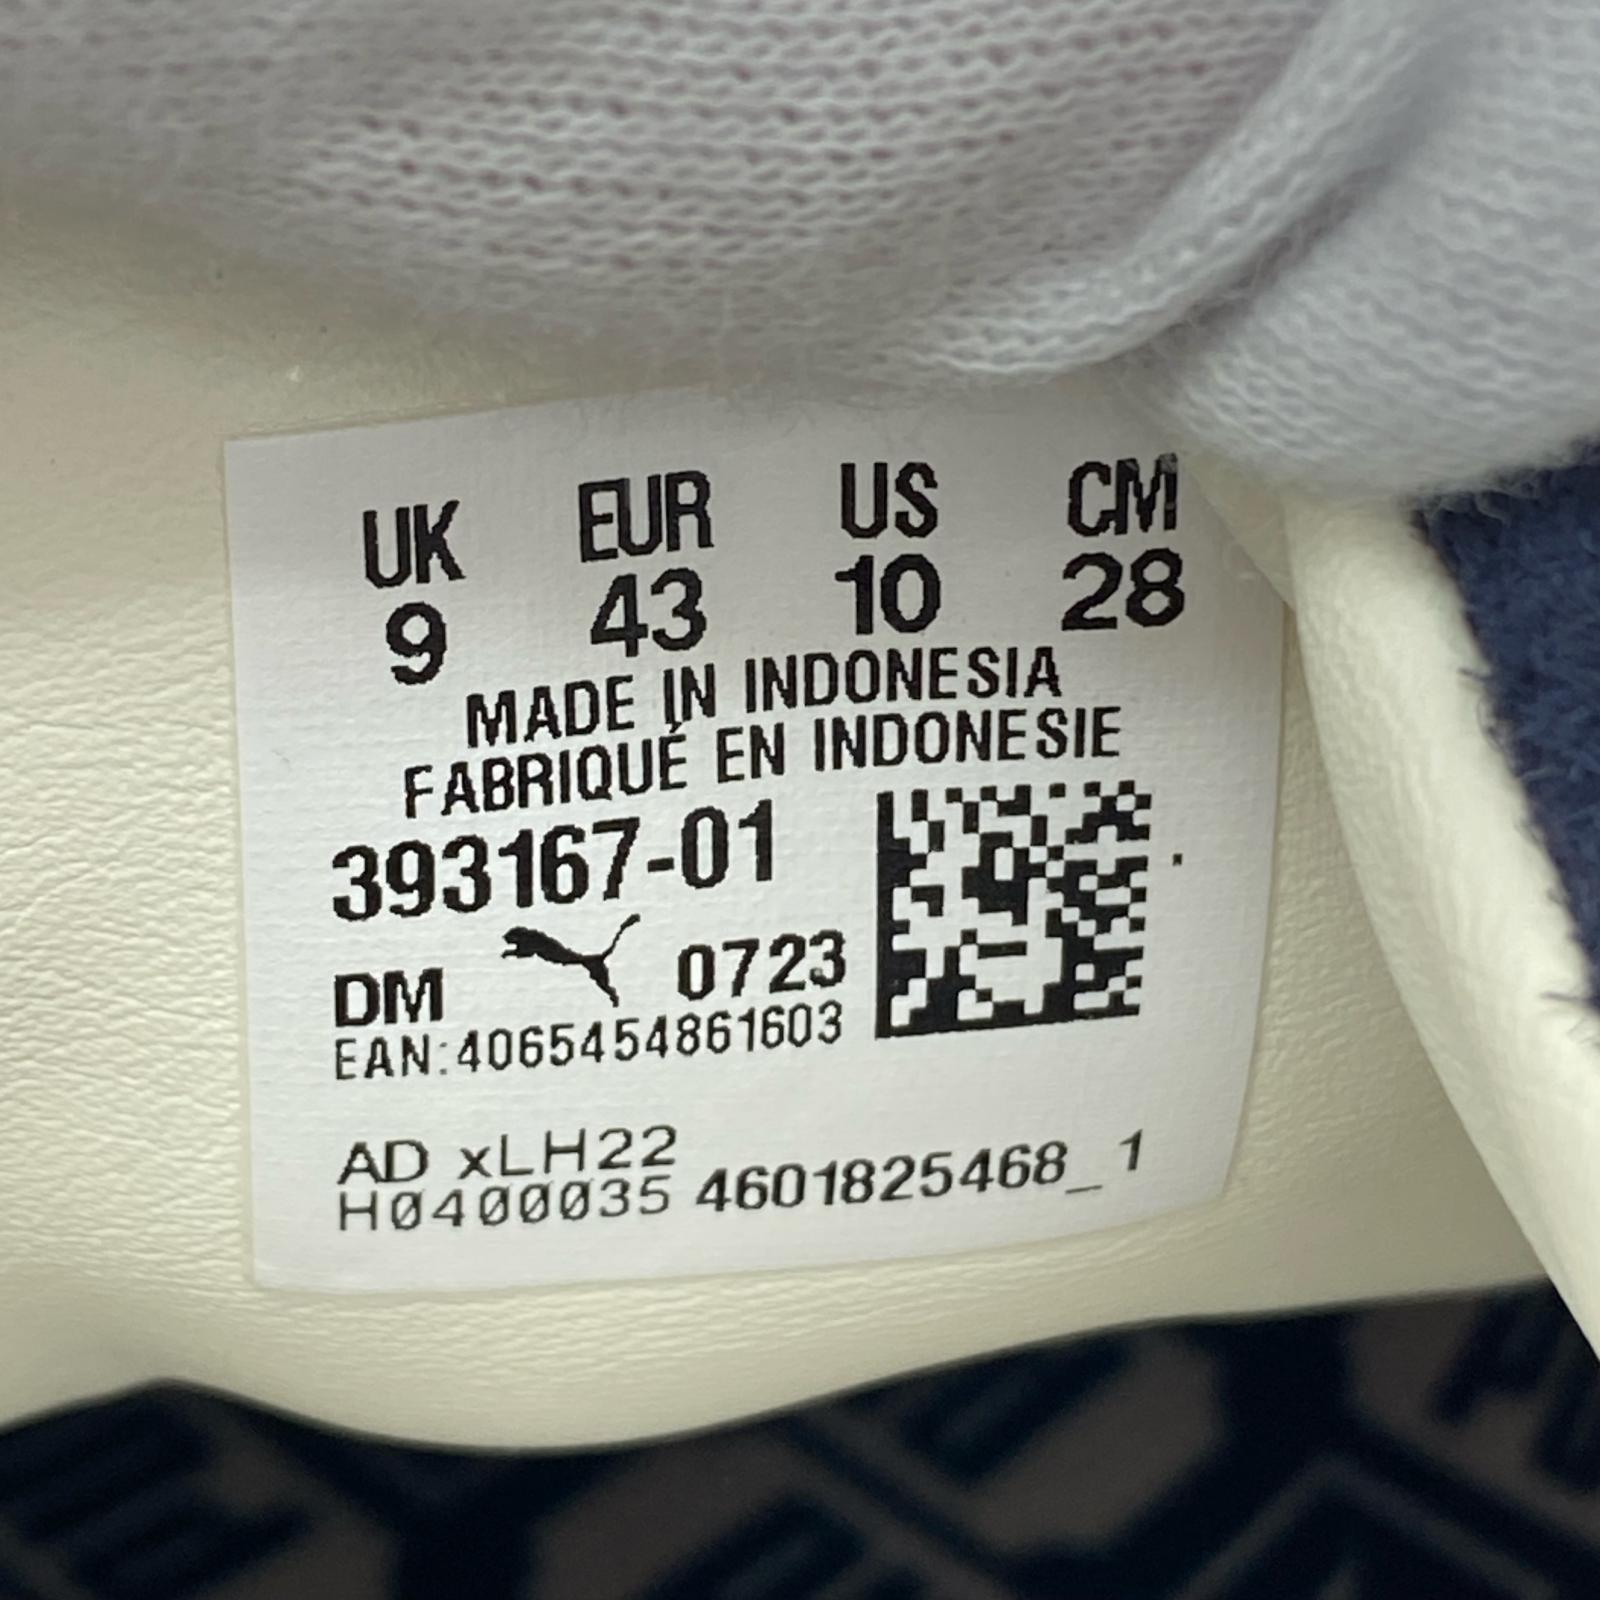 UK EUR US CM
9 43 10 28
MADE IN INDONESIA
FABRIQUÉ EN INDONESIE
393167-01
DM 0723
EAN:4065454861603
AD xLH22
H0400035 4601825468_1